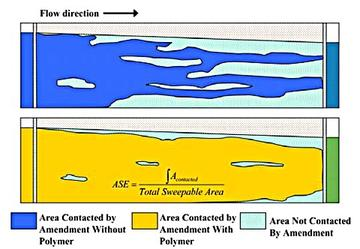 Flow direction
ASE = ∫A contacted / Total Sweepable Area
Area Contacted by
Amendment Without
Polymer
Area Contacted by
Amendment With
Polymer
Area Not Contacted
By Amendment